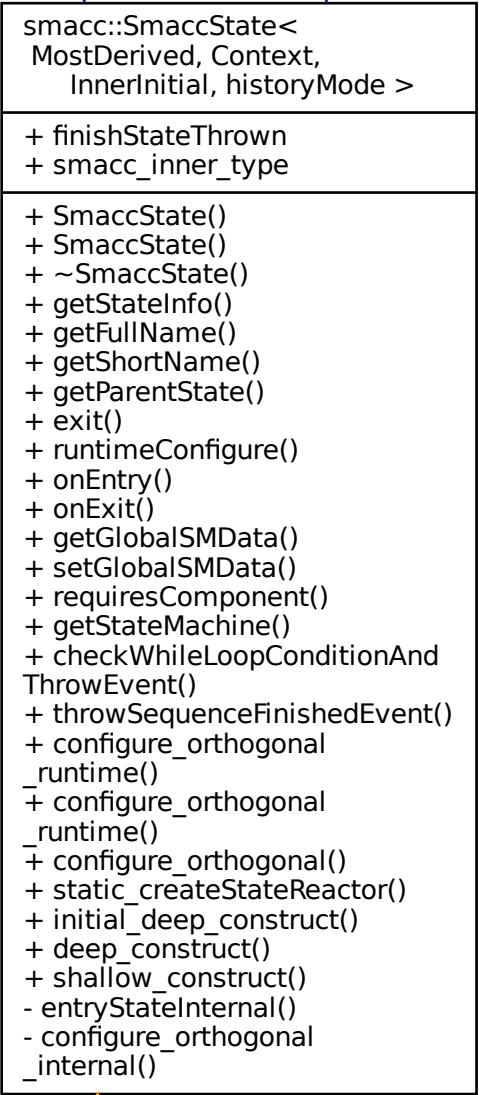 smacc::SmaccState<
MostDerived, Context,
InnerInitial, historyMode >
+ finishStateThrown
+ smacc_inner_type
+ SmaccState()
+ SmaccState()
+ ~SmaccState()
+ getStateInfo()
+ getFullName()
+ getShortName()
+ getParentState()
+ exit()
+ runtimeConfigure()
+ onEntry()
+ onExit()
+ getGlobalSMData()
+ setGlobalSMData()
+ requiresComponent()
+ getStateMachine()
+ checkWhileLoopConditionAnd
ThrowEvent()
+ throwSequenceFinishedEvent()
+ configure_orthogonal
_runtime()
+ configure_orthogonal
_runtime()
+ configure_orthogonal()
+ static_createStateReactor()
+ initial_deep_construct()
+ deep_construct()
+ shallow_construct()
- entryStateInternal()
- configure_orthogonal
_internal()